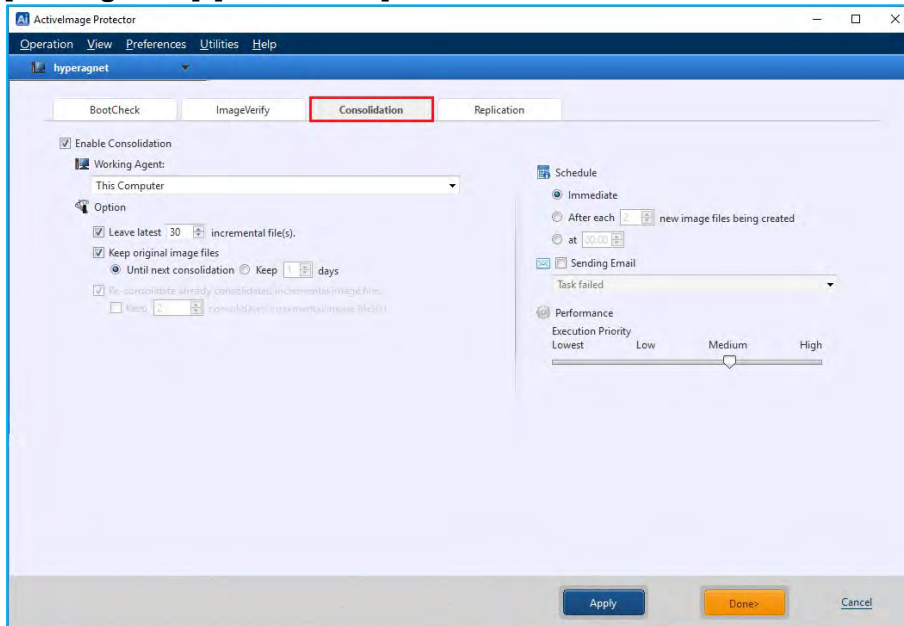 ActiveImage Protector
Operation View Preferences Utilities Help
hyperagnet
BootCheck ImageVerify Consolidation Replication
Enable Consolidation
Working Agent:
This Computer
Option
Leave latest 30 incremental file(s).
Keep original image files
Until next consolidation Keep 1 days
Re-consolidate already consolidated incremental image files.
Keep 2 consolidated incremental image file(s)
Schedule
Immediate
After each 2 new image files being created
at 00:00
Sending Email
Task failed
Performance
Execution Priority
Lowest Low Medium High
Apply Done> Cancel